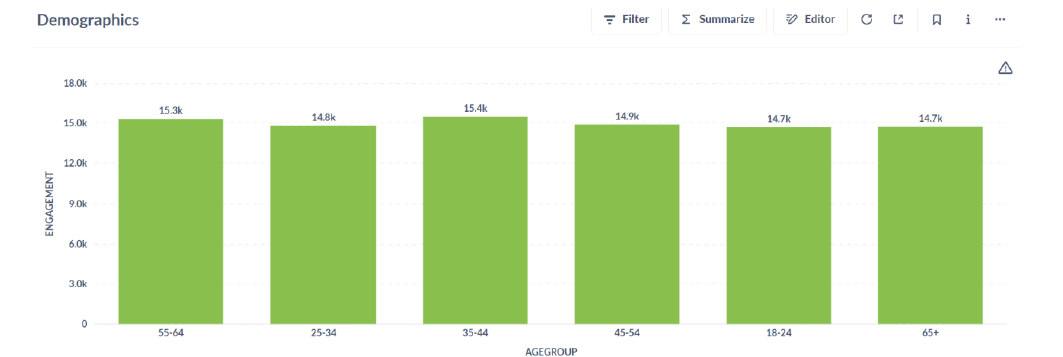 Demographics
Filter
Summarize
Editor
18.0k
15.0k
12.0k
9.0k
6.0k
3.0k
0
ENGAGEMENT
15.3k
14.8k
15.4k
14.9k
14.7k
14.7k
55-64
25-34
35-44
45-54
18-24
65+
AGEGROUP